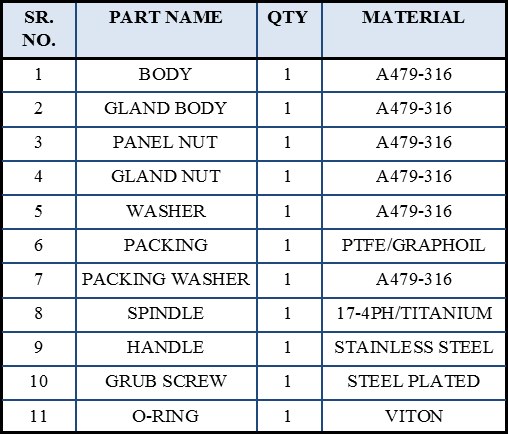 SR. NO. PART NAME QTY MATERIAL
1 BODY 1 A479-316
2 GLAND BODY 1 A479-316
3 PANEL NUT 1 A479-316
4 GLAND NUT 1 A479-316
5 WASHER 1 A479-316
6 PACKING 1 PTFE/GRAPHOIL
7 PACKING WASHER 1 A479-316
8 SPINDLE 1 17-4PH/TITANIUM
9 HANDLE 1 STAINLESS STEEL
10 GRUB SCREW 1 STEEL PLATED
11 O-RING 1 VITON